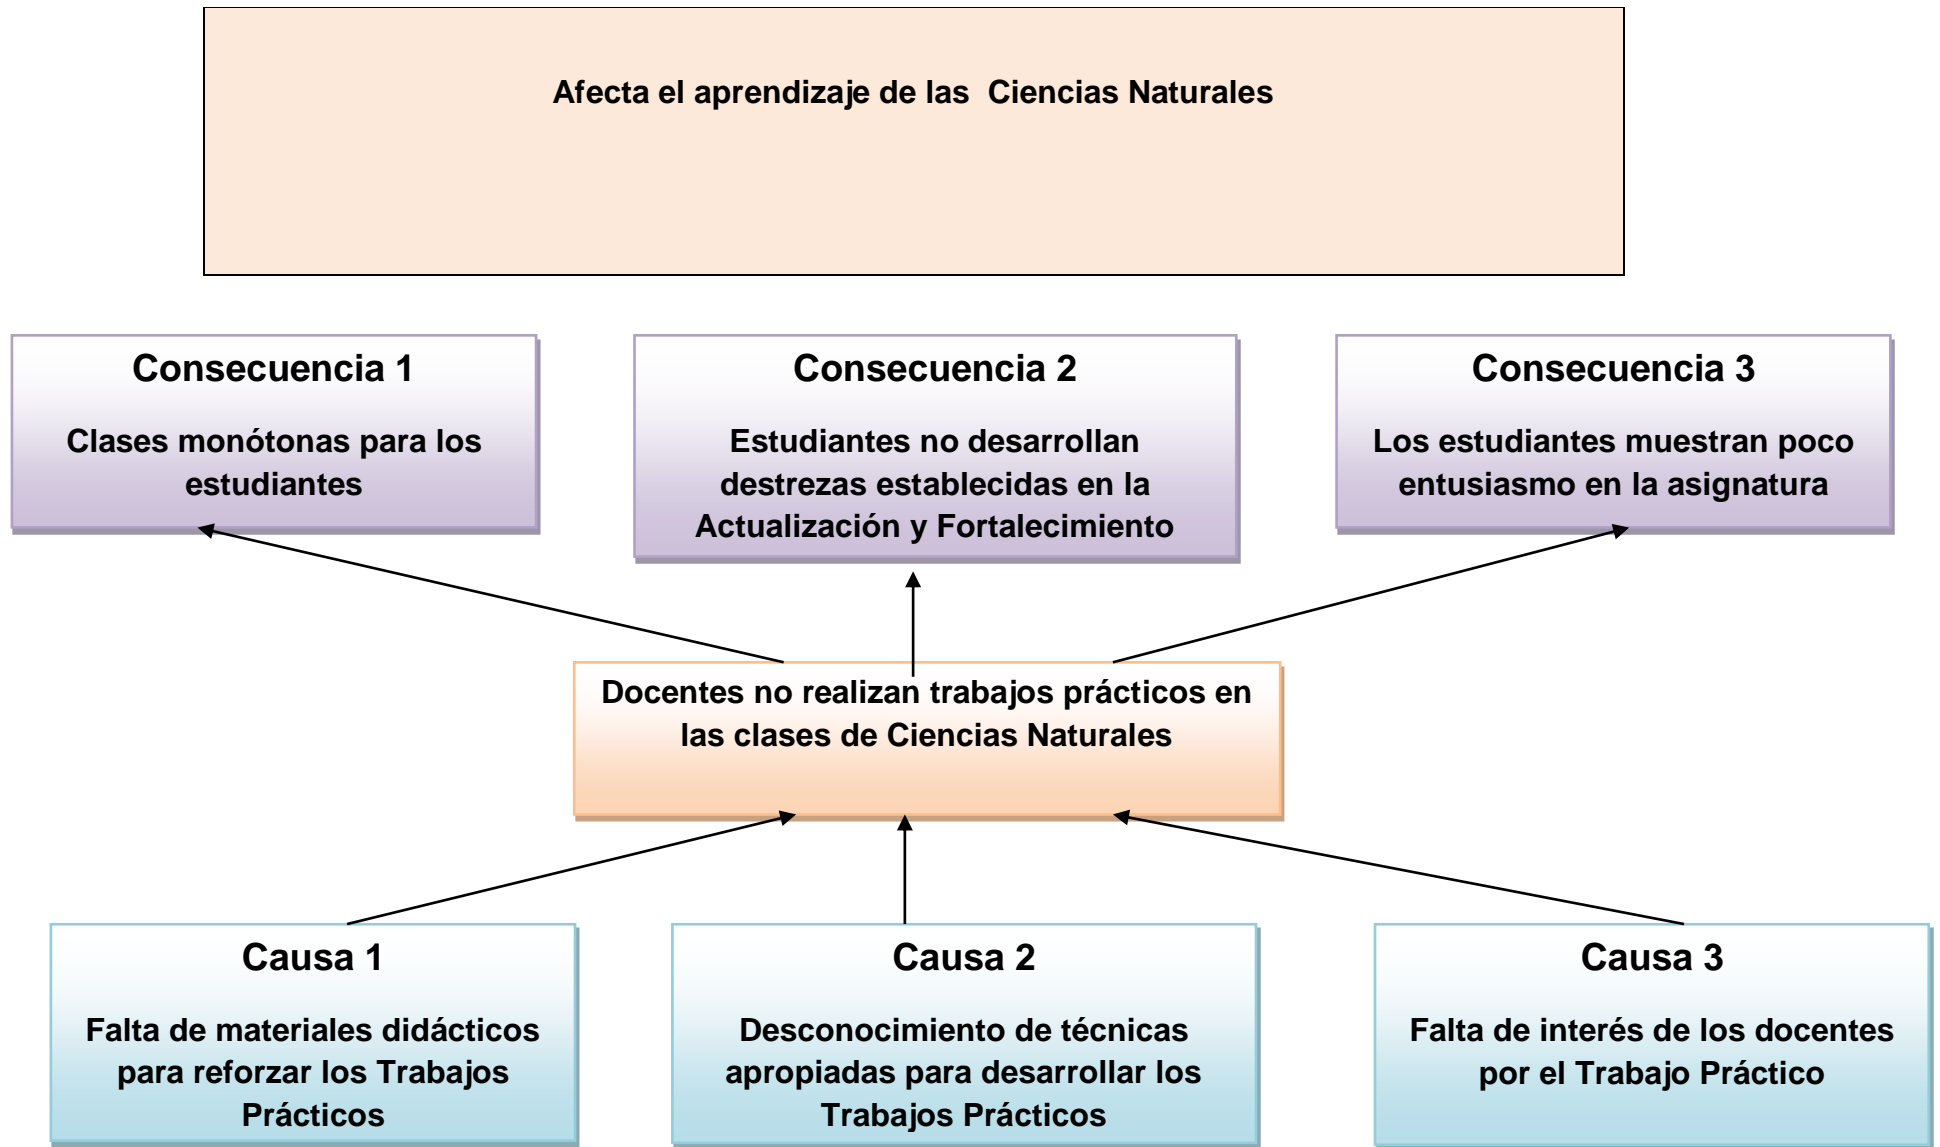 Afecta el aprendizaje de las  Ciencias Naturales
Consecuencia 1
Clases monótonas para los
estudiantes
Consecuencia 2
Estudiantes no desarrollan
destrezas establecidas en la
Actualización y Fortalecimiento
Consecuencia 3
Los estudiantes muestran poco
entusiasmo en la asignatura
Docentes no realizan trabajos prácticos en
las clases de Ciencias Naturales
Causa 1
Falta de materiales didácticos
para reforzar los Trabajos
Prácticos
Causa 2
Desconocimiento de técnicas
apropiadas para desarrollar los
Trabajos Prácticos
Causa 3
Falta de interés de los docentes
por el Trabajo Práctico